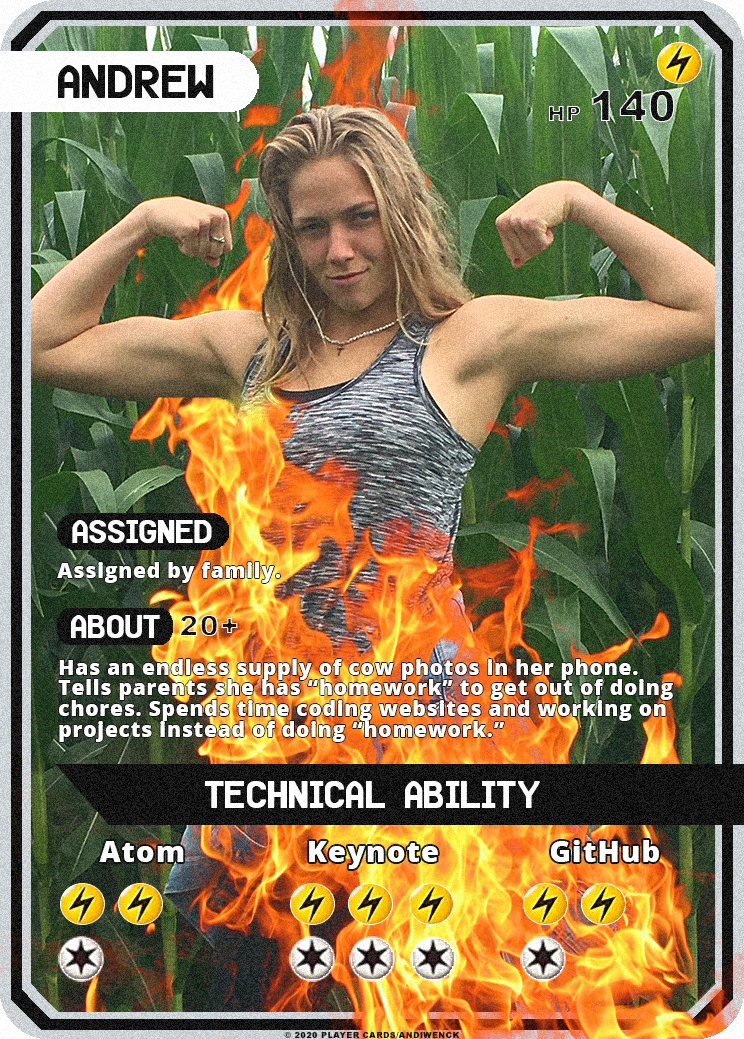 ANDREW
HP 140
ASSIGNED
Assigned by family.
ABOUT 20+
Has an endless supply of cow photos in her phone.
Tells parents she has “homework” to get out of doing
chores. Spends time coding websites and working on
projects instead of doing “homework.”
TECHNICAL ABILITY
Atom Keynote GitHub
© 2020 PLAYER CARDS/ANDIWENCK